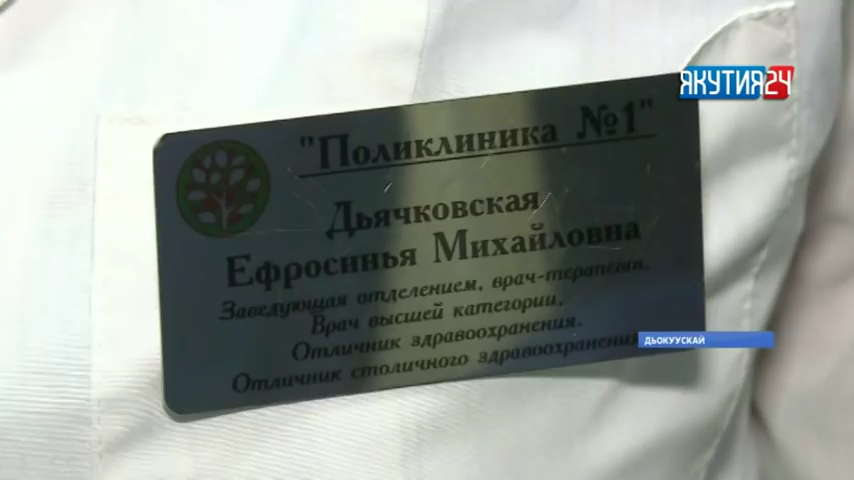 ЯКУТИЯ24
"Поликлиника №1"
Дьячковская
Ефросинья Михайловна
Заведующая отделением, врач-терапевт.
Врач высшей категории.
Отличник здравоохранения.
Отличник столичного здравоохранения
ДЬОКУУСКАЙ